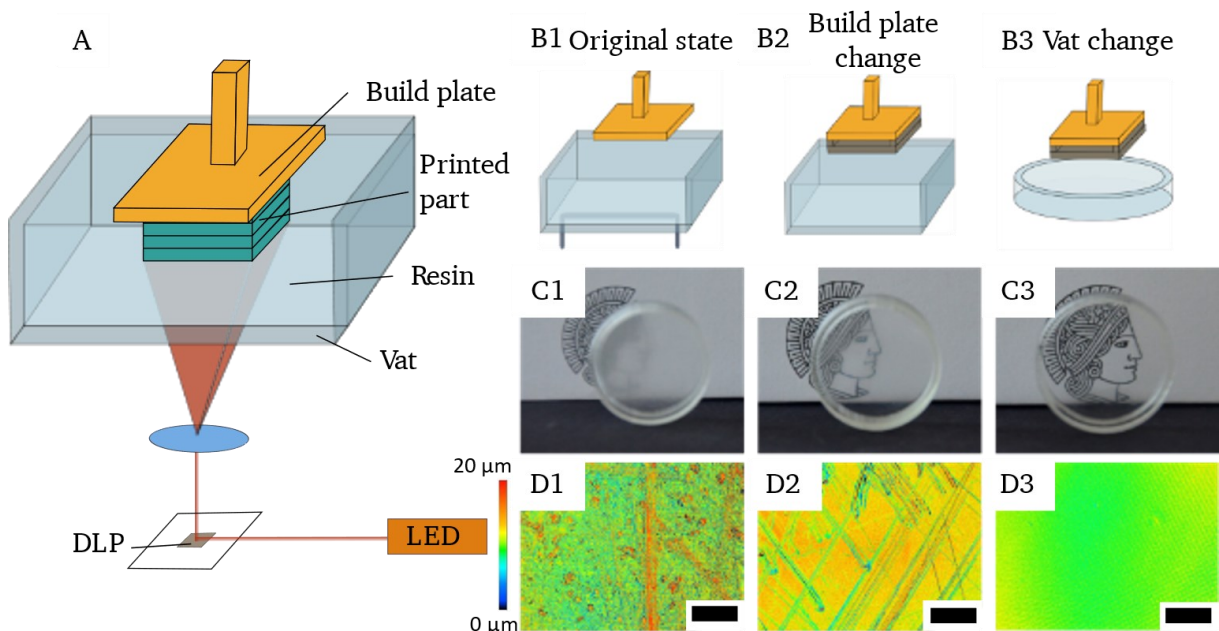 A
Build plate
Printed
part
Resin
Vat
DLP
LED
20 μm
0 μm
B1 Original state
B2 Build plate
change
B3 Vat change
C1
C2
C3
D1
D2
D3